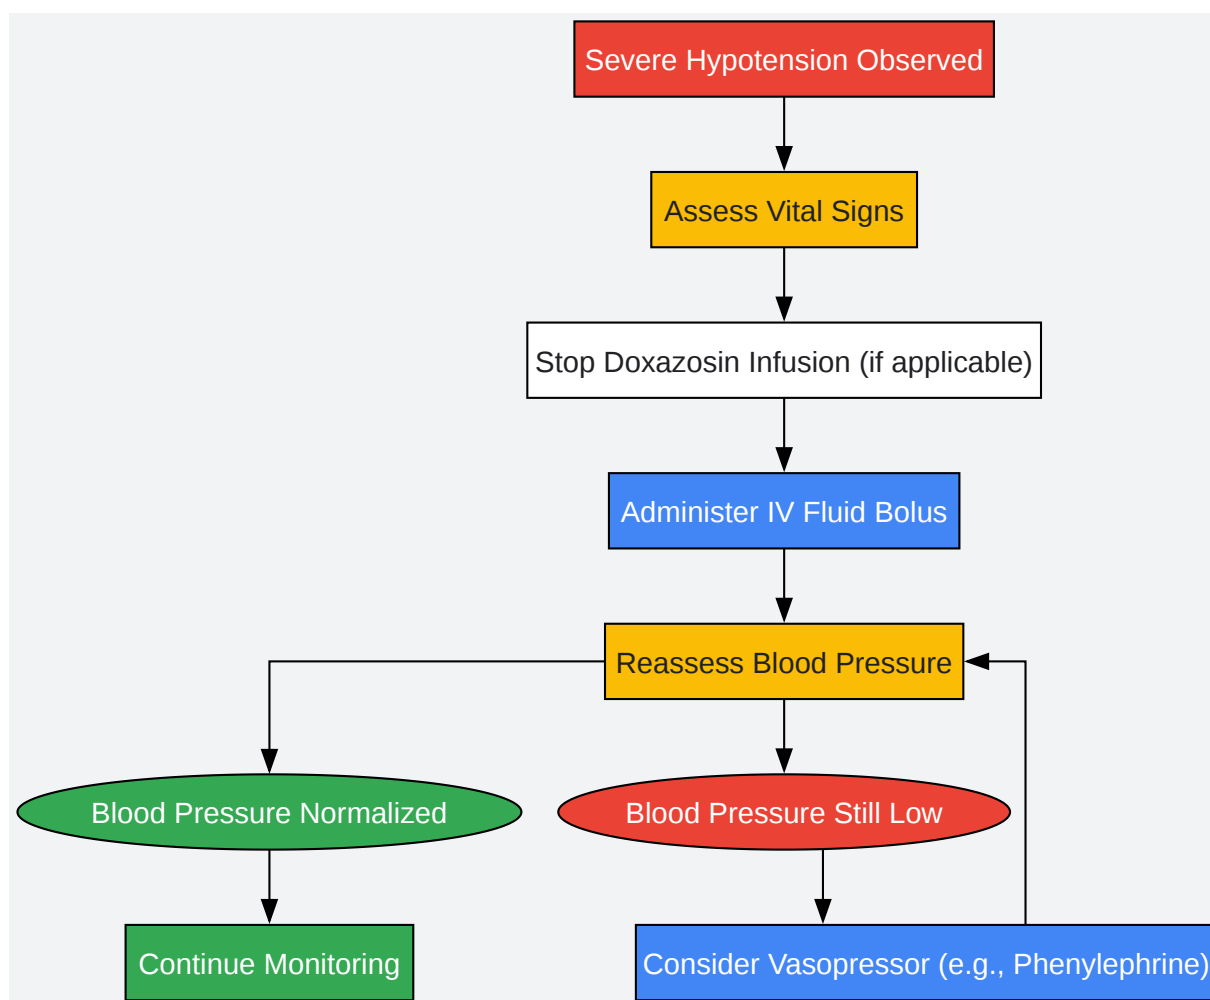 Severe Hypotension Observed
Assess Vital Signs
Stop Doxazosin Infusion (if applicable)
Administer IV Fluid Bolus
Reassess Blood Pressure
Blood Pressure Normalized
Blood Pressure Still Low
Continue Monitoring
Consider Vasopressor (e.g., Phenylephrine)